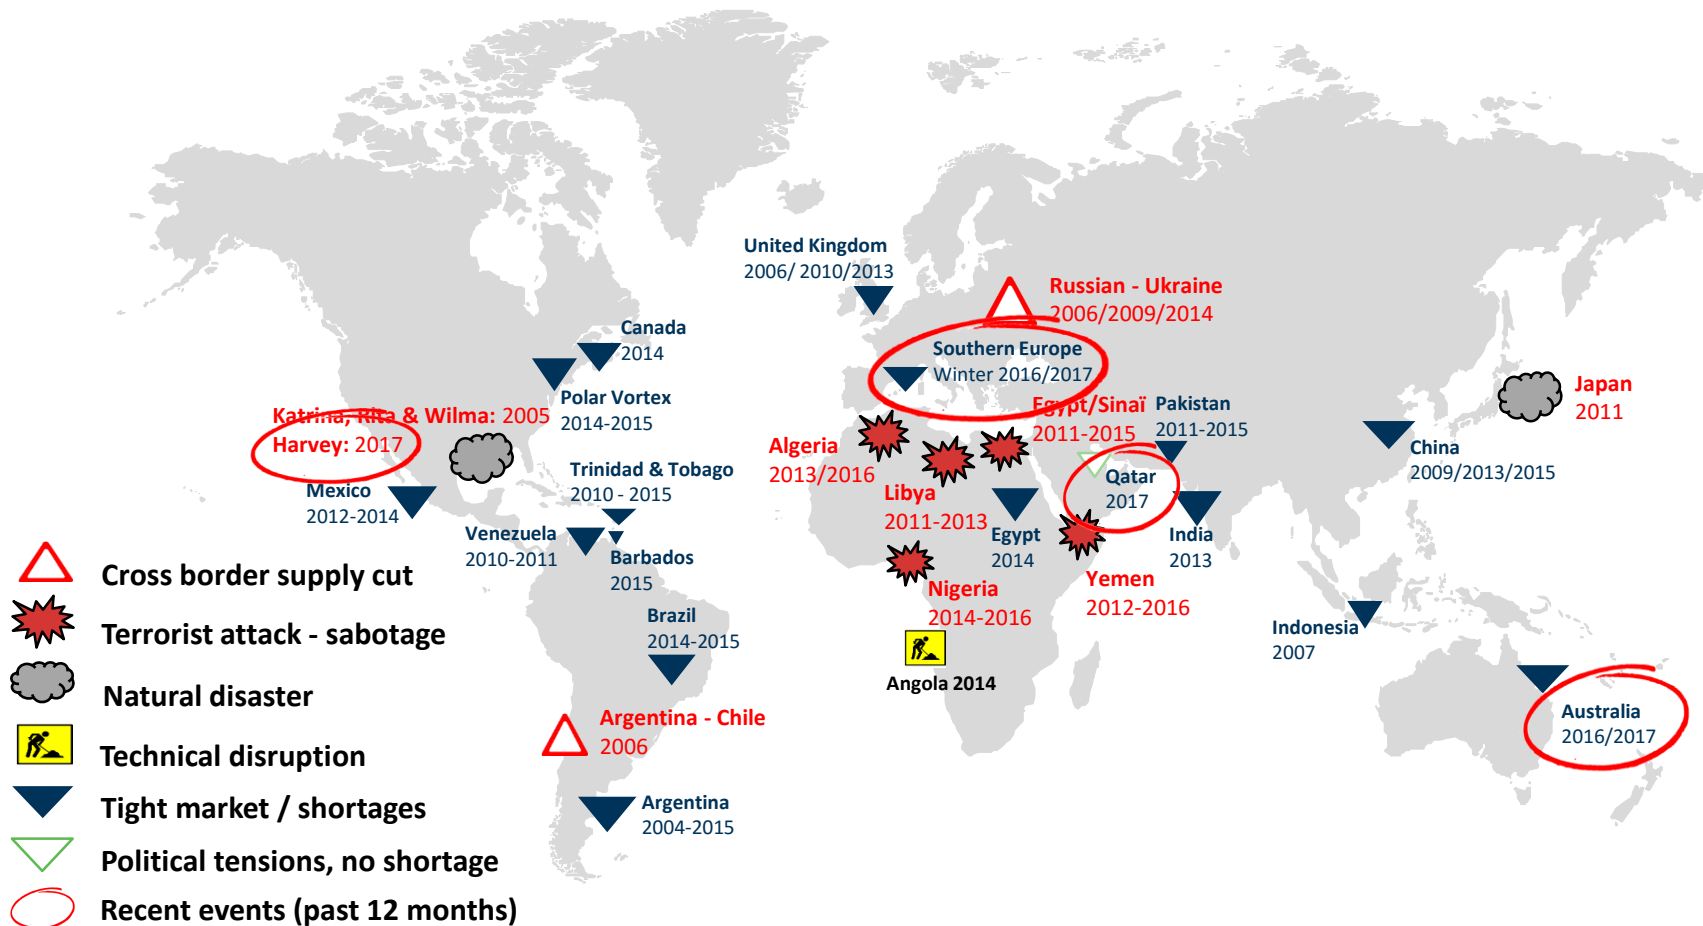 United Kingdom
2006/ 2010/2013
Russian - Ukraine
2006/2009/2014
Canada
2014
Southern Europe
Winter 2016/2017
Polar Vortex
2014-2015
Katrina, Rita & Wilma: 2005
Harvey: 2017
Egypt/Sinaï
2011-2015
Pakistan
2011-2015
Japan
2011
Algeria
2013/2016
China
2009/2013/2015
Trinidad & Tobago
2010 - 2015
Mexico
2012-2014
Libya
2011-2013
Qatar
2017
Venezuela
2010-2011
Barbados
2015
Egypt
2014
India
2013
Nigeria
2014-2016
Yemen
2012-2016
Brazil
2014-2015
Indonesia
2007
Angola 2014
Argentina - Chile
2006
Australia
2016/2017
Argentina
2004-2015
Cross border supply cut
Terrorist attack - sabotage
Natural disaster
Technical disruption
Tight market / shortages
Political tensions, no shortage
Recent events (past 12 months)